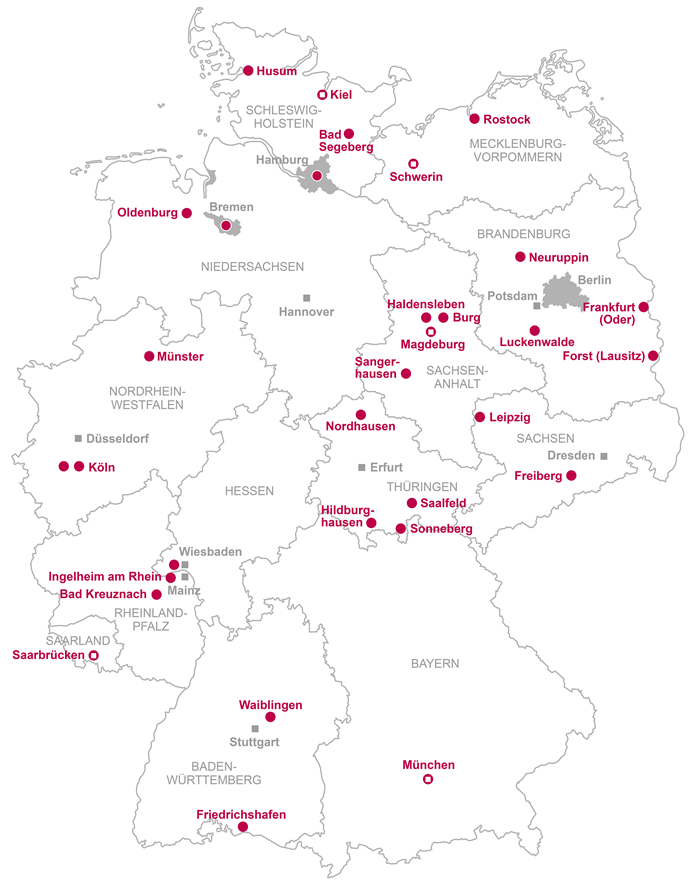 Husum
Kiel
SCHLESWIG-
HOLSTEIN
Rostock
Bad
Segeberg
MECKLENBURG-
VORPOMMERN
Hamburg
Schwerin
Oldenburg
Bremen
BRANDENBURG
Neuruppin
NIEDERSACHSEN
Berlin
Potsdam
Hannover
Haldensleben
Frankfurt
(Oder)
Burg
Magdeburg
Luckenwalde
Münster
Forst (Lausitz)
Sanger-
hausen
SACHSEN-
ANHALT
NORDRHEIN-
WESTFALEN
Nordhausen
Leipzig
Düsseldorf
SACHSEN
Dresden
Köln
Erfurt
Freiberg
HESSEN
THÜRINGEN
Saalfeld
Hildburg-
hausen
Sonneberg
Wiesbaden
Ingelheim am Rhein
Mainz
Bad Kreuznach
RHEINLAND-
PFALZ
SAARLAND
Saarbrücken
BAYERN
Waiblingen
Stuttgart
BADEN-
WÜRTTEMBERG
München
Friedrichshafen